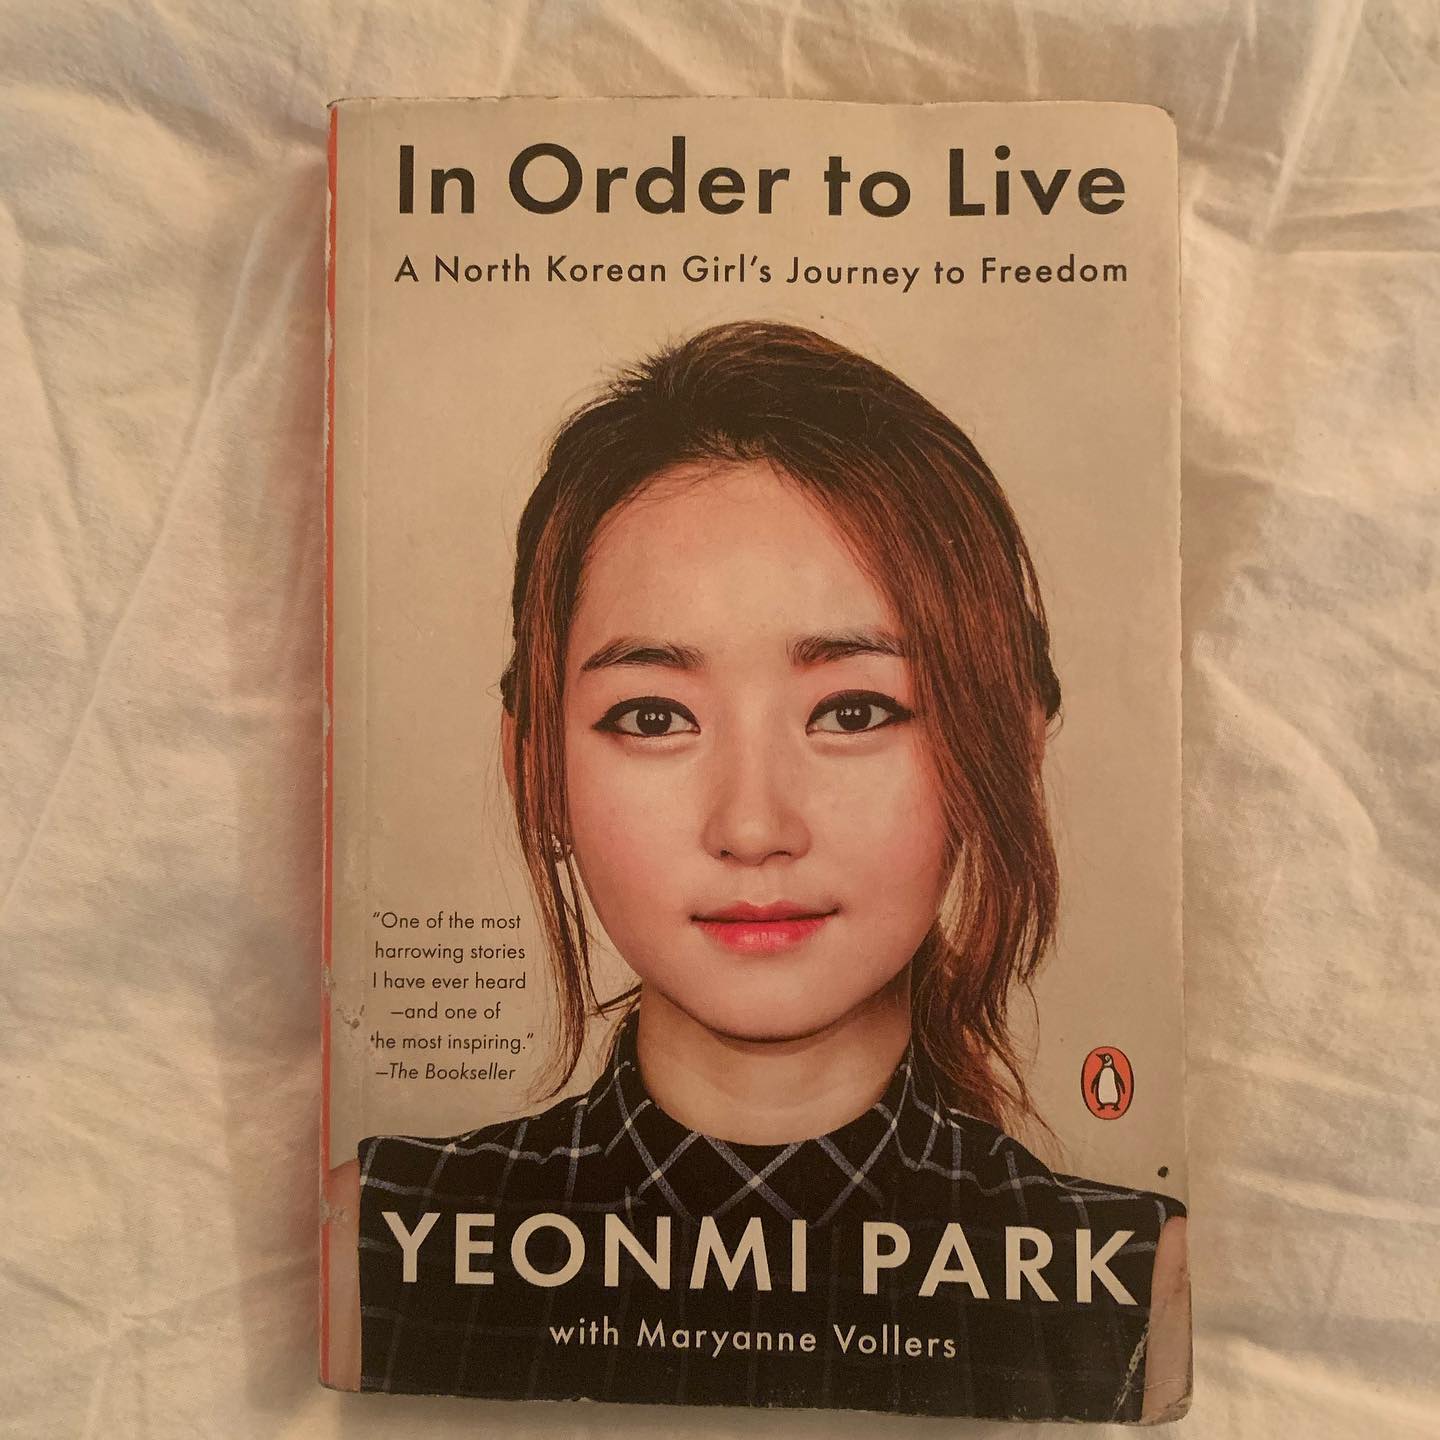 In Order to Live
A North Korean Girl's Journey to Freedom
"One of the most
harrowing stories
I have ever heard
—and one of
the most inspiring."
—The Bookseller
YEONMI PARK
with Maryanne Vollers